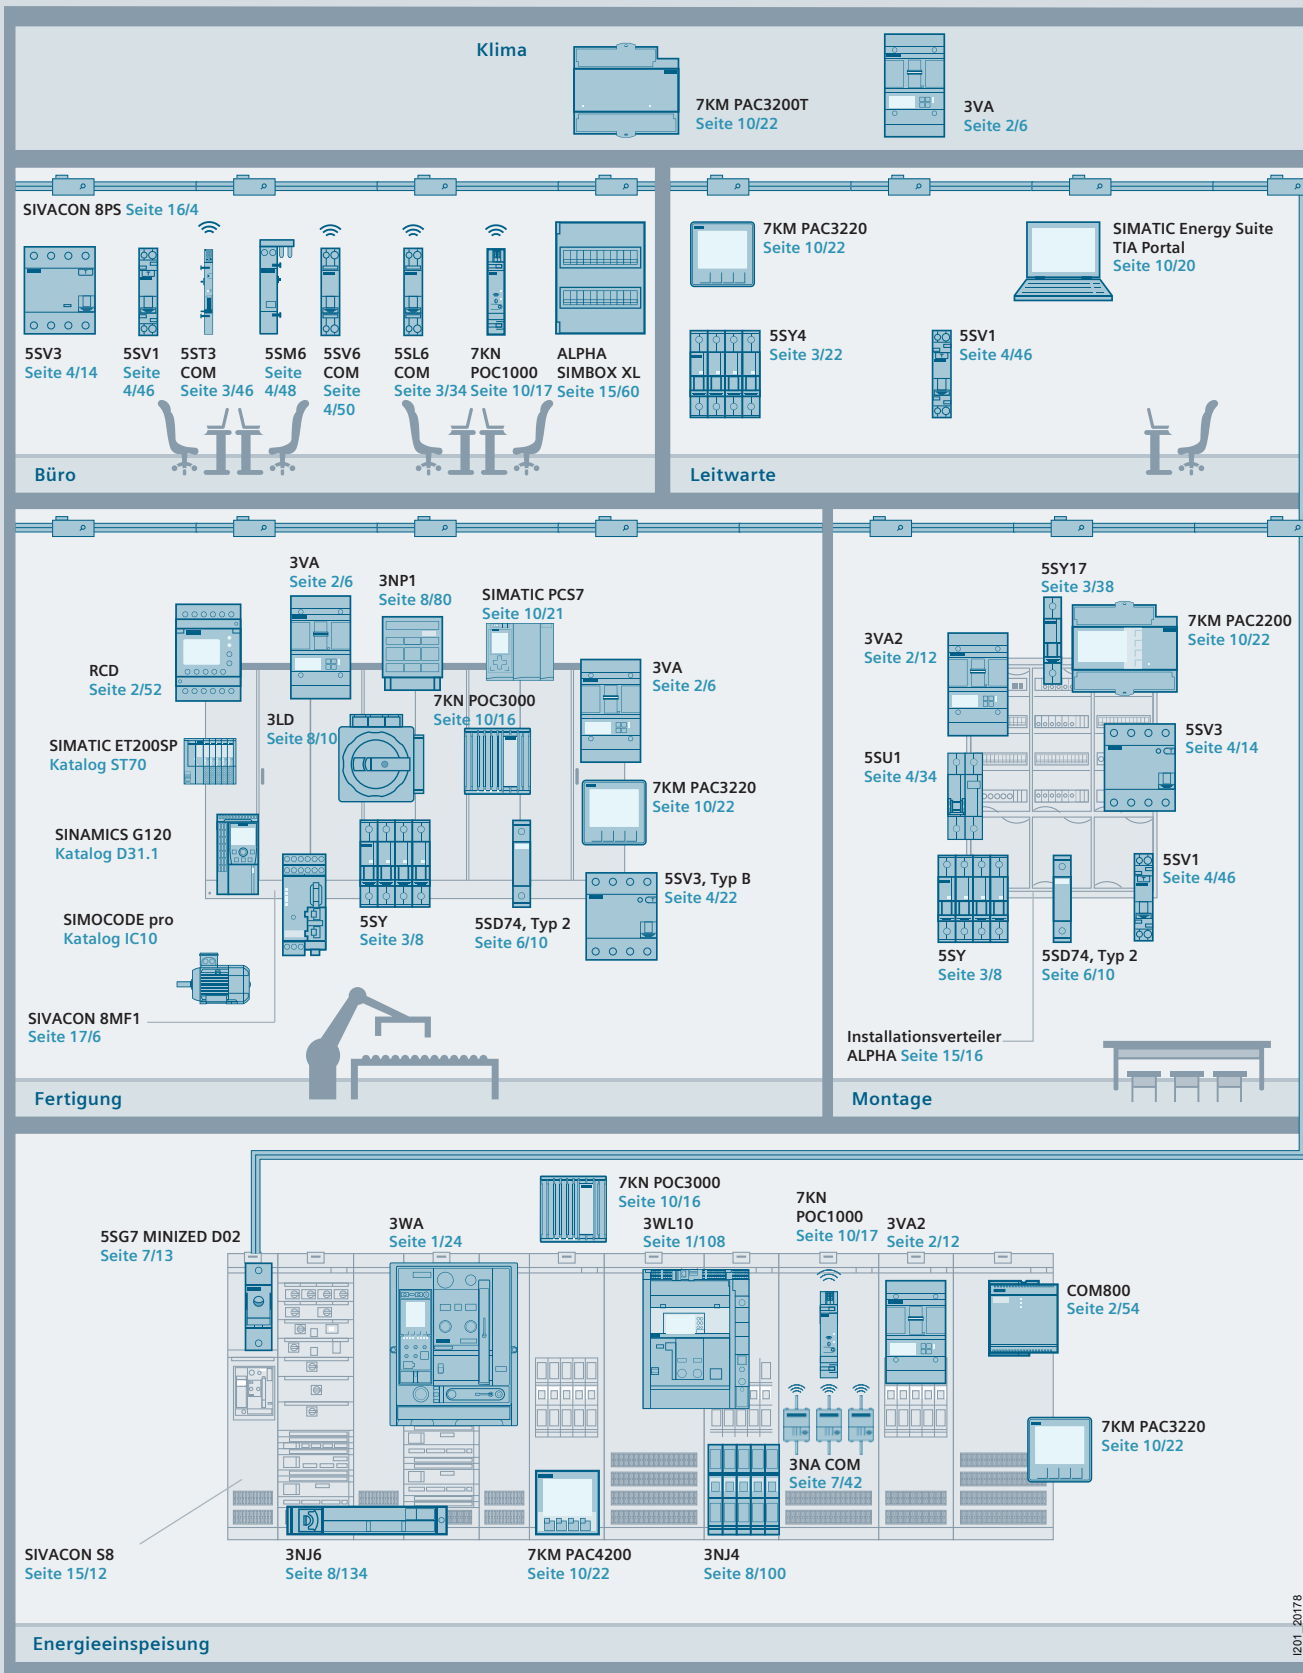 Klima
7KM PAC3200T
Seite 10/22
3VA
Seite 2/6
SIVACON 8PS Seite 16/4
5SV3
Seite 4/14
5SV1
Seite
4/46
5ST3
COM
Seite 3/46
5SM6
Seite
4/48
5SV6
COM
Seite
4/50
5SL6
COM
Seite 3/34
7KN
POC1000
Seite 10/17
ALPHA
SIMBOX XL
Seite 15/60
Büro
7KM PAC3220
Seite 10/22
SIMATIC Energy Suite
TIA Portal
Seite 10/20
5SY4
Seite 3/22
5SV1
Seite 4/46
Leitwarte
3VA
Seite 2/6
3NP1
Seite 8/80
SIMATIC PCS7
Seite 10/21
RCD
Seite 2/52
3VA
Seite 2/6
3LD
Seite 8/10
7KN POC3000
Seite 10/16
SIMATIC ET200SP
Katalog ST70
7KM PAC3220
Seite 10/22
SINAMICS G120
Katalog D31.1
5SV3, Typ B
Seite 4/22
SIMOCODE pro
Katalog IC10
5SY
Seite 3/8
5SD74, Typ 2
Seite 6/10
SIVACON 8MF1
Seite 17/6
Fertigung
5SY17
Seite 3/38
3VA2
Seite 2/12
7KM PAC2200
Seite 10/22
5SU1
Seite 4/34
5SV3
Seite 4/14
5SV1
Seite 4/46
5SY
Seite 3/8
5SD74, Typ 2
Seite 6/10
Installationsverteiler
ALPHA Seite 15/16
Montage
5SG7 MINIZED D02
Seite 7/13
3WA
Seite 1/24
7KN POC3000
Seite 10/16
3WL10
Seite 1/108
7KN
POC1000
Seite 10/17
3VA2
Seite 2/12
COM800
Seite 2/54
7KM PAC3220
Seite 10/22
3NA COM
Seite 7/42
SIVACON S8
Seite 15/12
3NJ6
Seite 8/134
7KM PAC4200
Seite 10/22
3NJ4
Seite 8/100
Energieeinspeisung
I201_20178